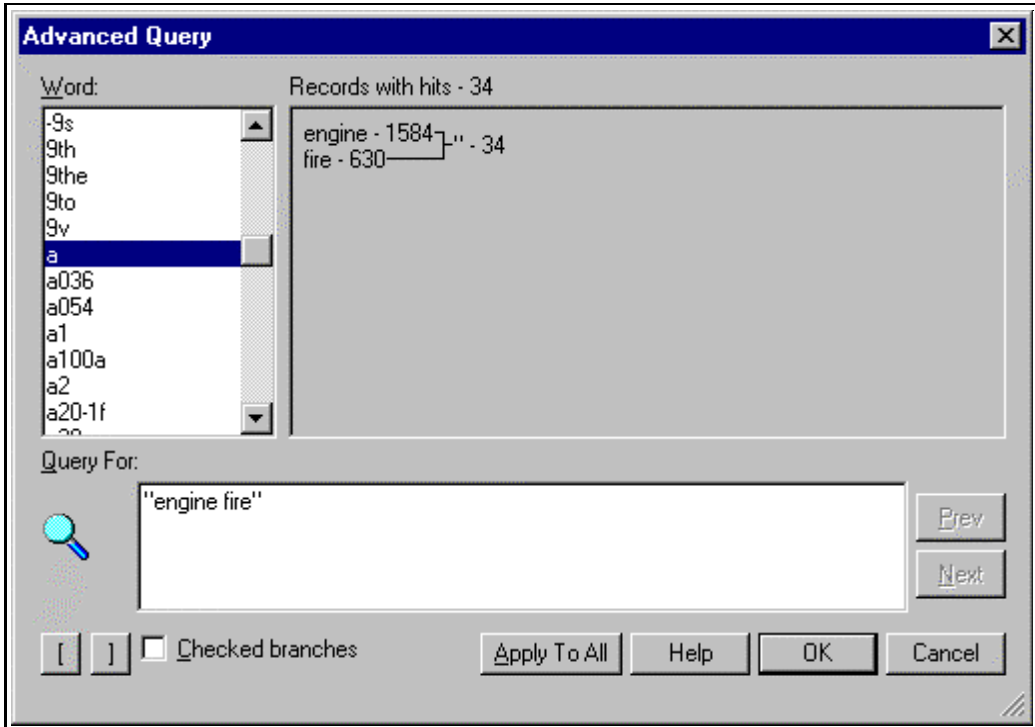 Advanced Query
Word:
Records with hits - 34
-9s
9th
9the
9to
9v
a
a036
a054
a1
a100a
a2
a20-1f
engine - 1584
fire - 630
" - 34
Query For:
"engine fire"
Prev
Next
[
]
Checked branches
Apply To All
Help
OK
Cancel